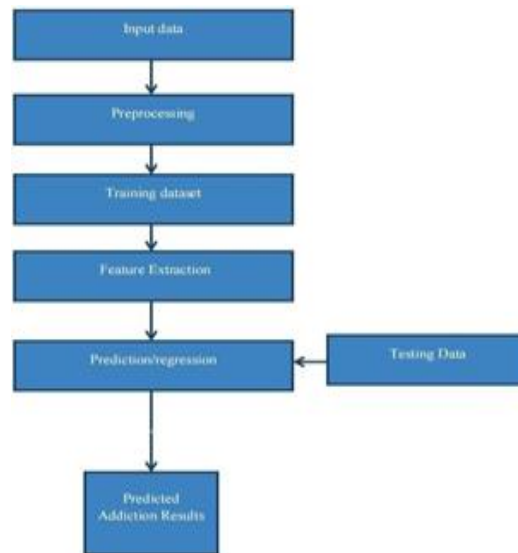 Input data
Preprocessing
Training dataset
Feature Extraction
Prediction/regression
Testing Data
Predicted
Addiction Results